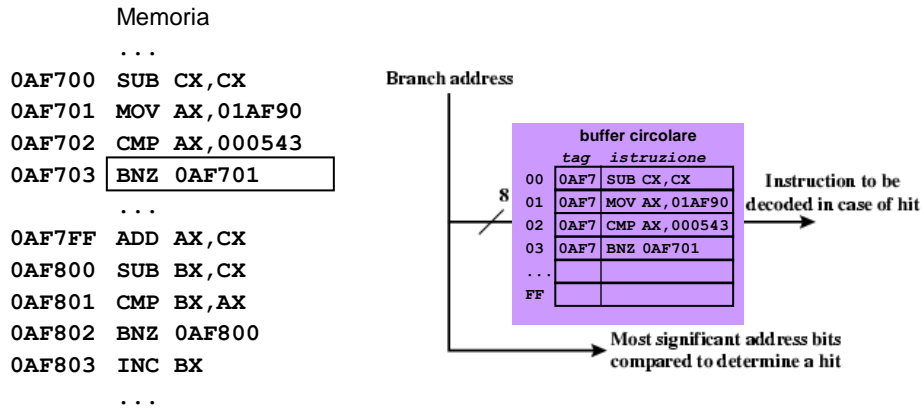 Memoria
...
0AF700 SUB CX,CX
0AF701 MOV AX,01AF90
0AF702 CMP AX,000543
0AF703 BNZ 0AF701
...
0AF7FF ADD AX,CX
0AF800 SUB BX,CX
0AF801 CMP BX,AX
0AF802 BNZ 0AF800
0AF803 INC BX
...
Branch address
8
buffer circolare
tag istruzione
00 0AF7 SUB CX,CX
01 0AF7 MOV AX,01AF90
02 0AF7 CMP AX,000543
03 0AF7 BNZ 0AF701
...
FF
Instruction to be
decoded in case of hit
Most significant address bits
compared to determine a hit